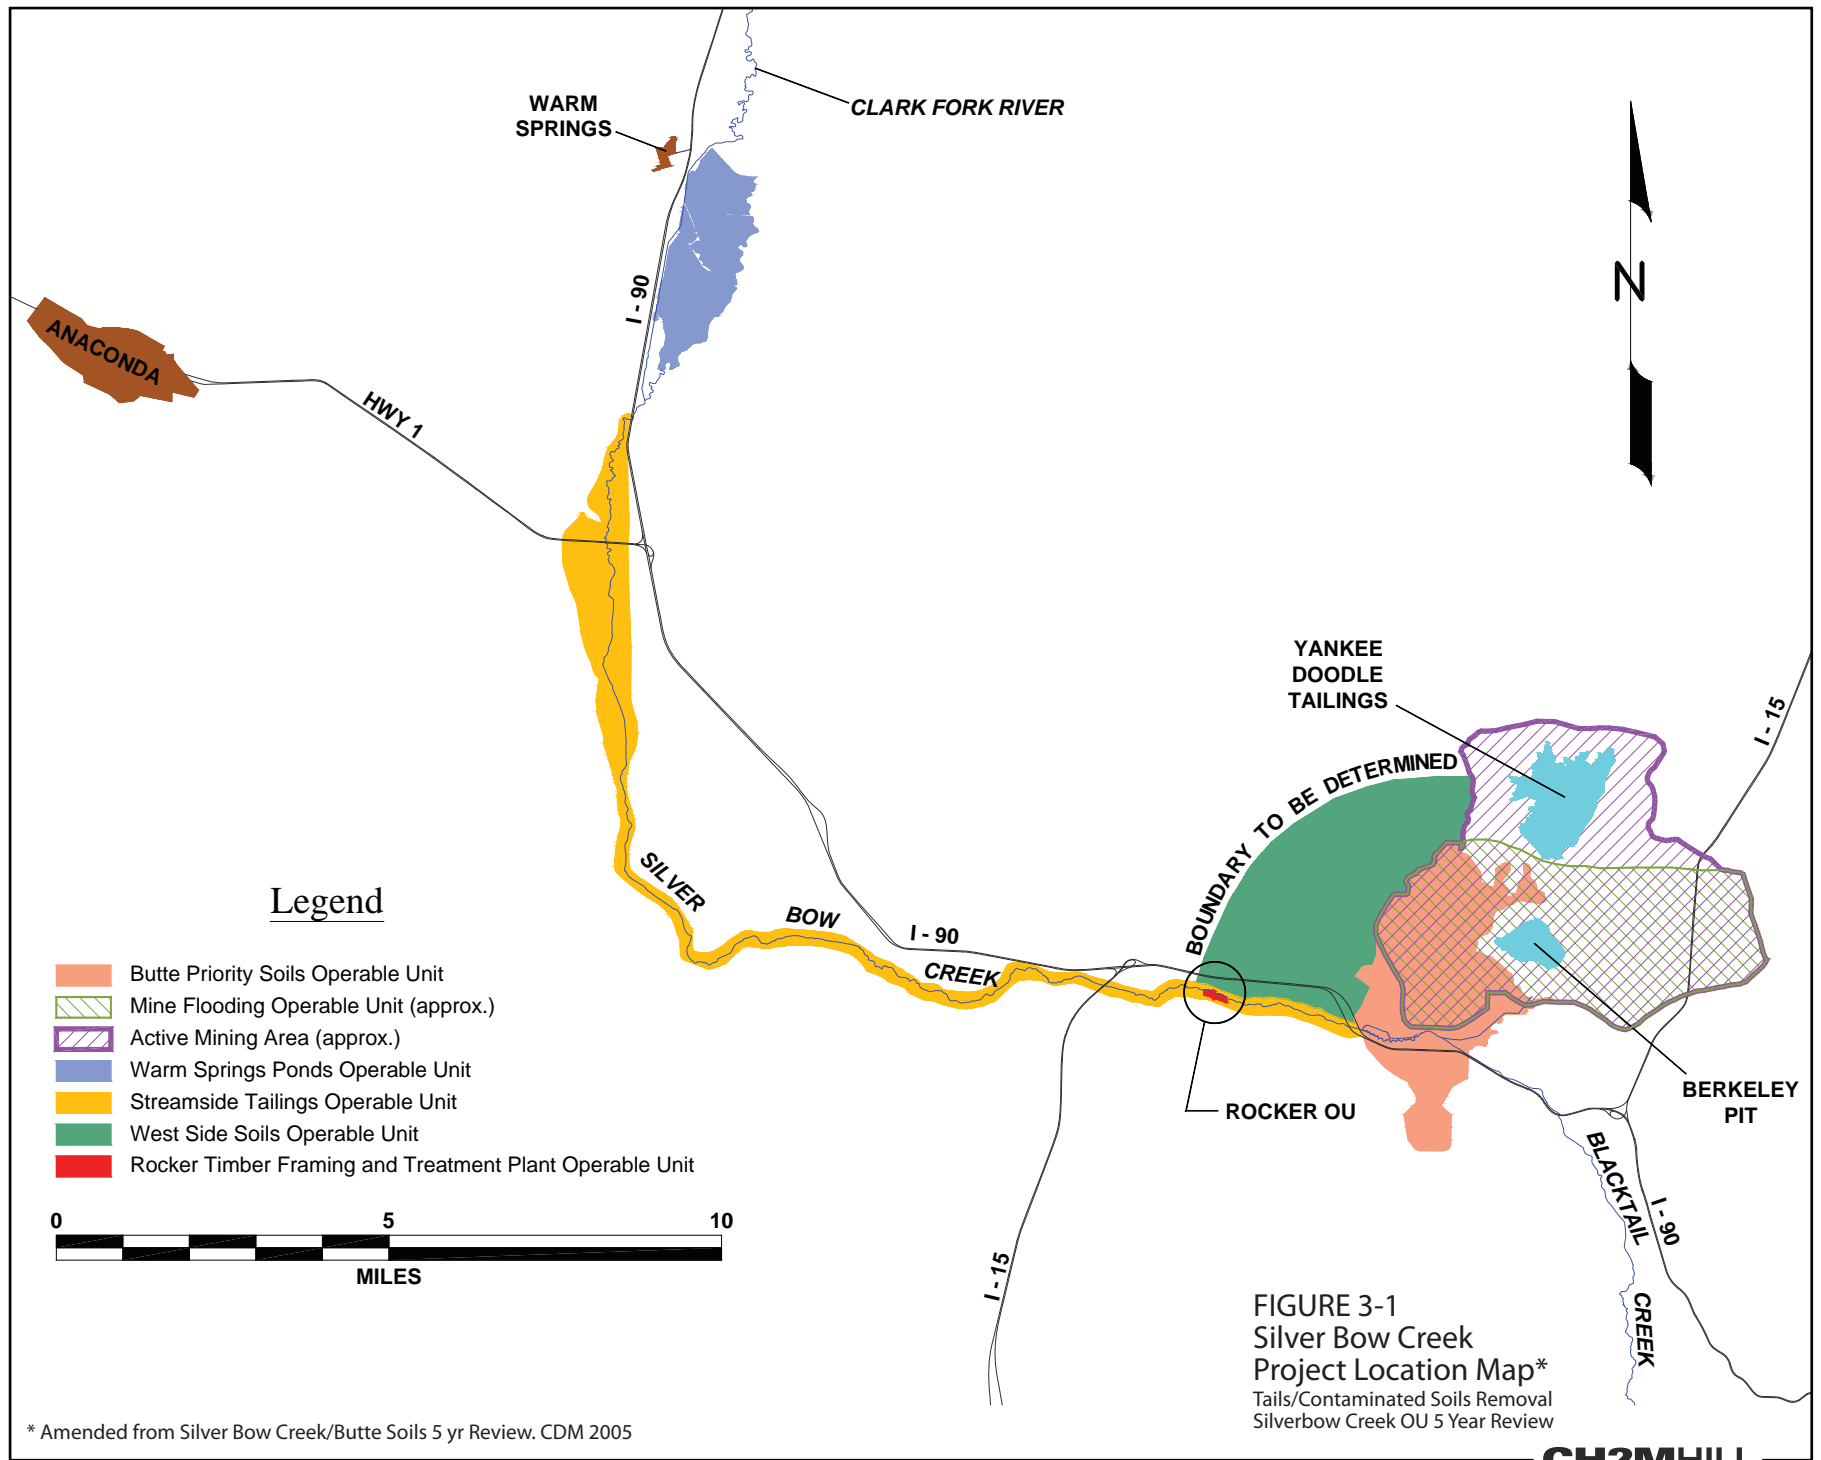 WARM
SPRINGS
CLARK FORK RIVER
I - 90
N
ANACONDA
HWY 1
YANKEE
DOODLE
TAILINGS
I - 15
BOUNDARY TO BE DETERMINED
SILVER
BOW
CREEK
I - 90
ROCKER OU
BERKELEY
PIT
BLACKTAIL
CREEK
I - 90
I - 15
Legend
Butte Priority Soils Operable Unit
Mine Flooding Operable Unit (approx.)
Active Mining Area (approx.)
Warm Springs Ponds Operable Unit
Streamside Tailings Operable Unit
West Side Soils Operable Unit
Rocker Timber Framing and Treatment Plant Operable Unit
0 5 10
MILES
FIGURE 3-1
Silver Bow Creek
Project Location Map*
Tails/Contaminated Soils Removal
Silverbow Creek OU 5 Year Review
* Amended from Silver Bow Creek/Butte Soils 5 yr Review. CDM 2005
CH2MHILL